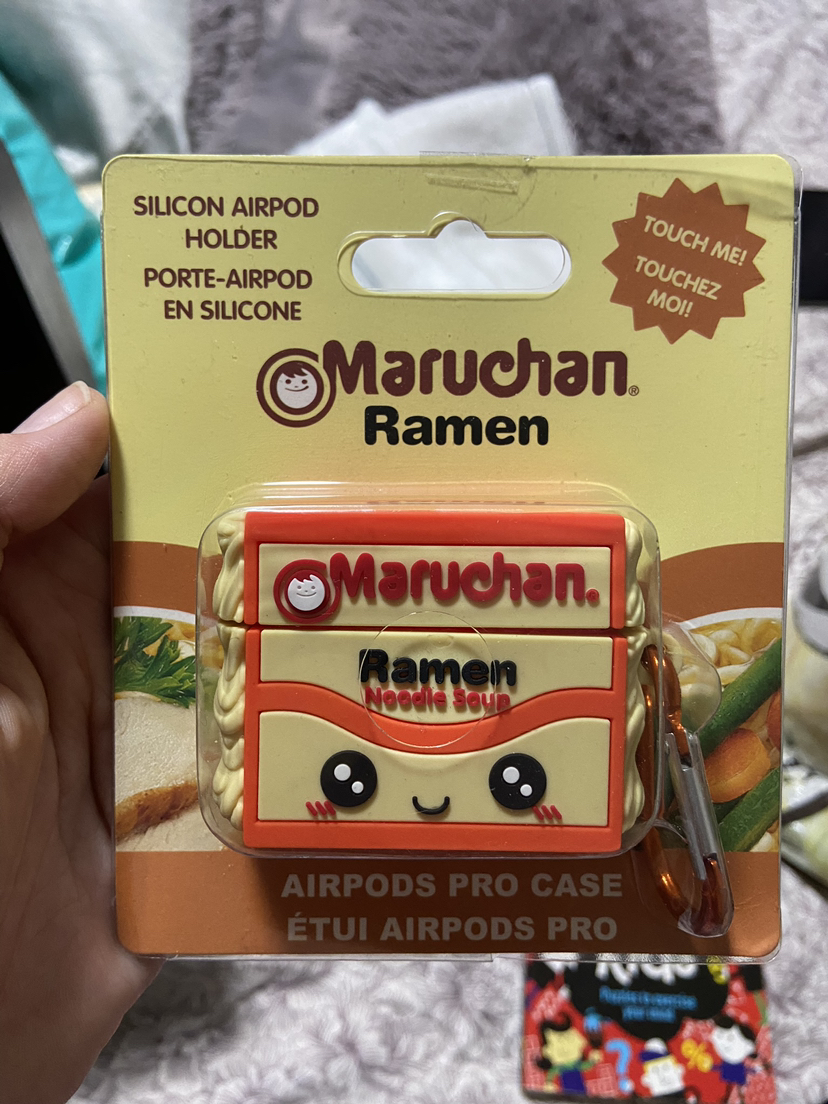 SILICON AIRPOD
HOLDER
PORTE-AIRPOD
EN SILICONE
TOUCH ME!
TOUCHEZ
MOI!
Maruchan®
Ramen
Maruchan®
Ramen
Noodle Soup
AIRPODS PRO CASE
ÉTUI AIRPODS PRO
?
%